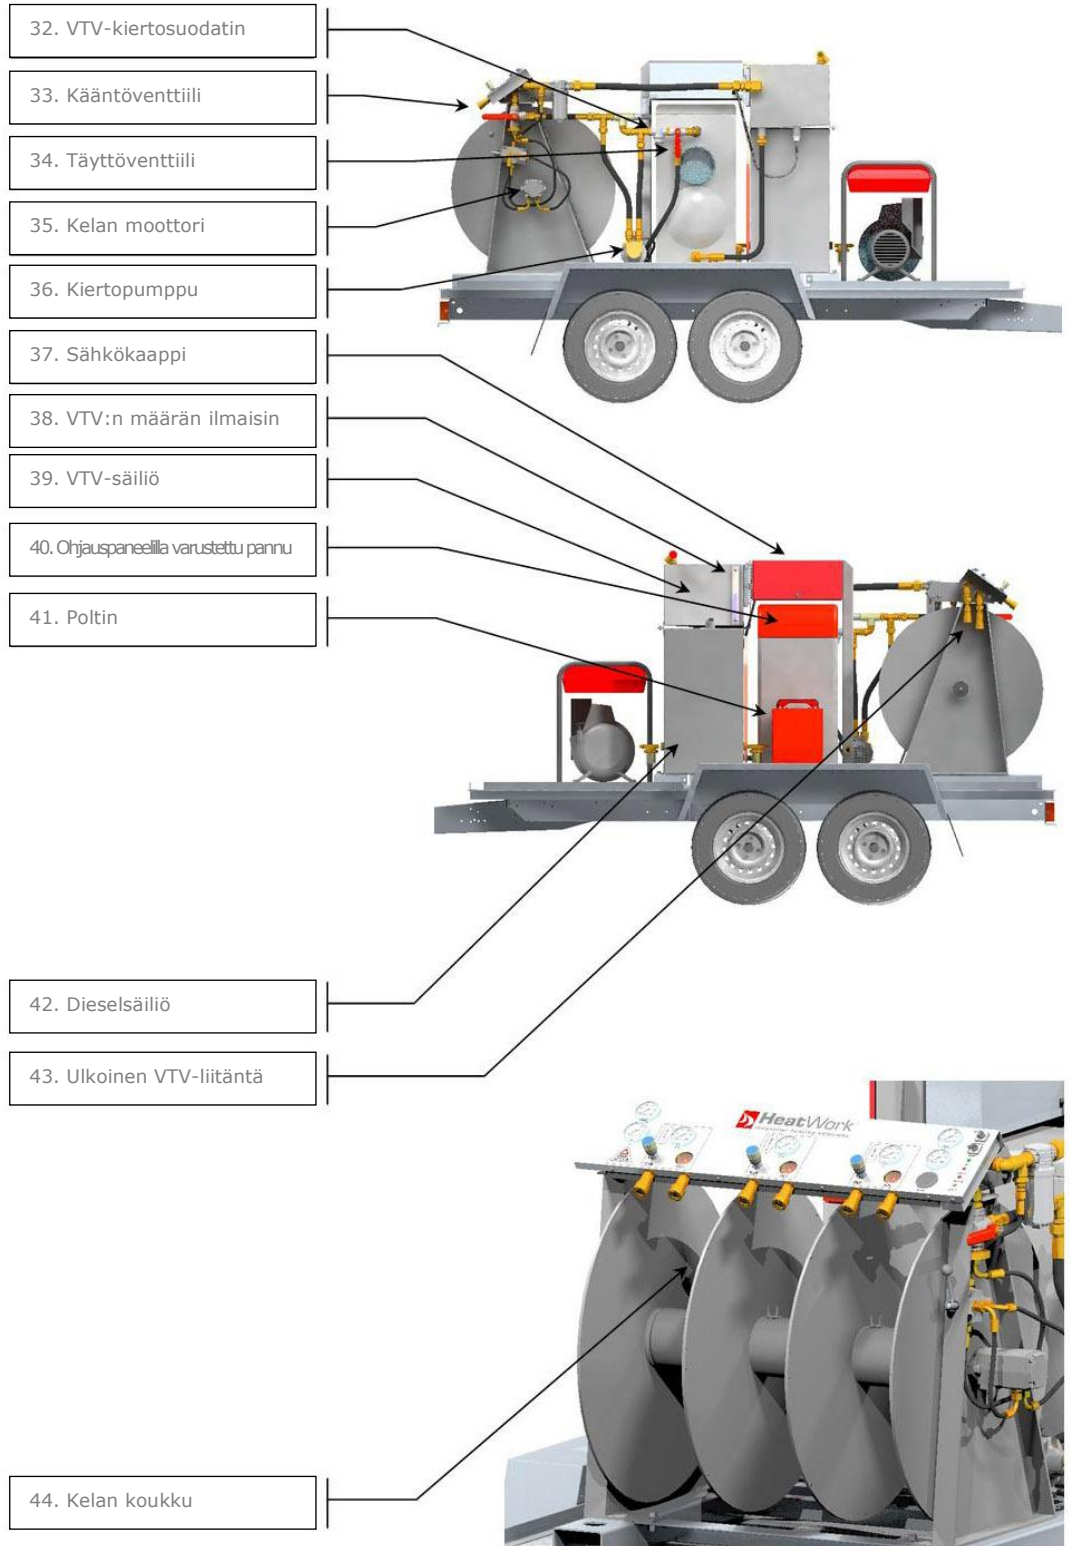 32. VTV-kiertosuodatin
33. Kääntöventtiili
34. Täyttöventtiili
35. Kelan moottori
36. Kiertopumppu
37. Sähkökaappi
38. VTV:n määrän ilmaisin
39. VTV-säiliö
40. Ohjauspaneelilla varustettu pannu
41. Poltin
42. Dieselsäiliö
43. Ulkoinen VTV-liitäntä
HeatWork
44. Kelan koukku